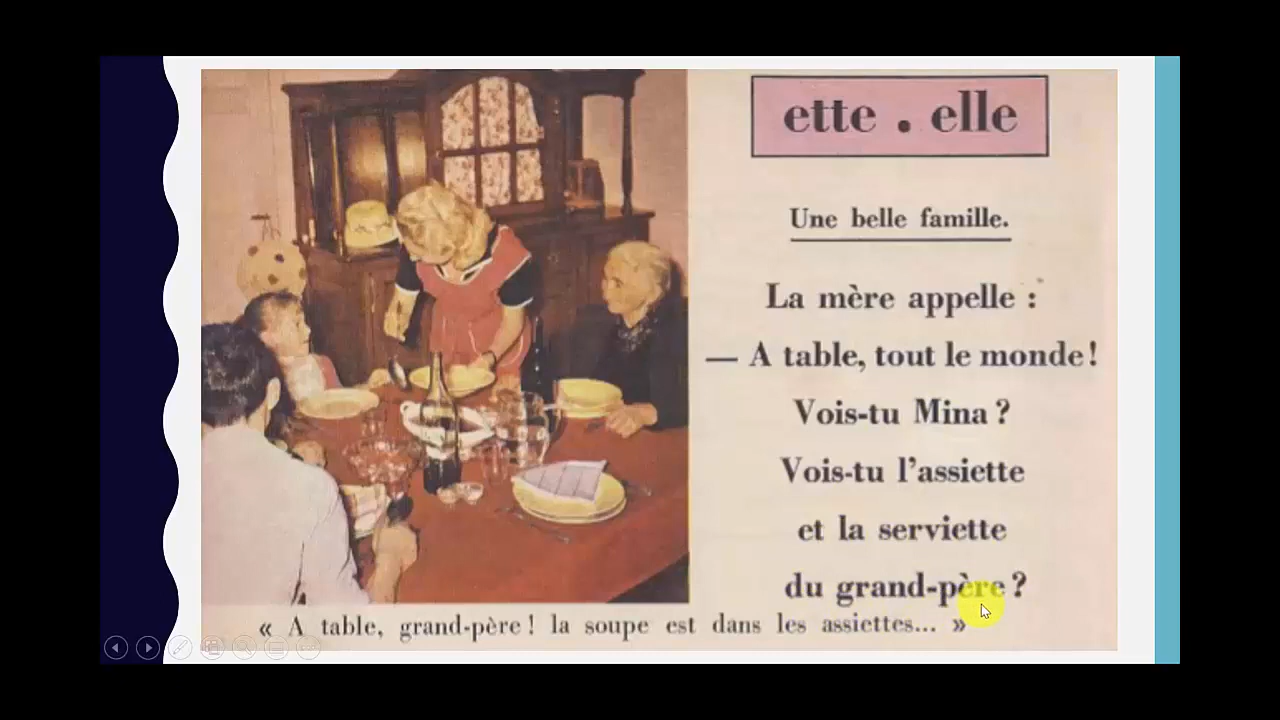 ette . elle
Une belle famille.
La mère appelle :
— A table, tout le monde !
Vois-tu Mina ?
Vois-tu l'assiette
et la serviette
du grand-père ?
« A table, grand-père ! la soupe est dans les assiettes... »